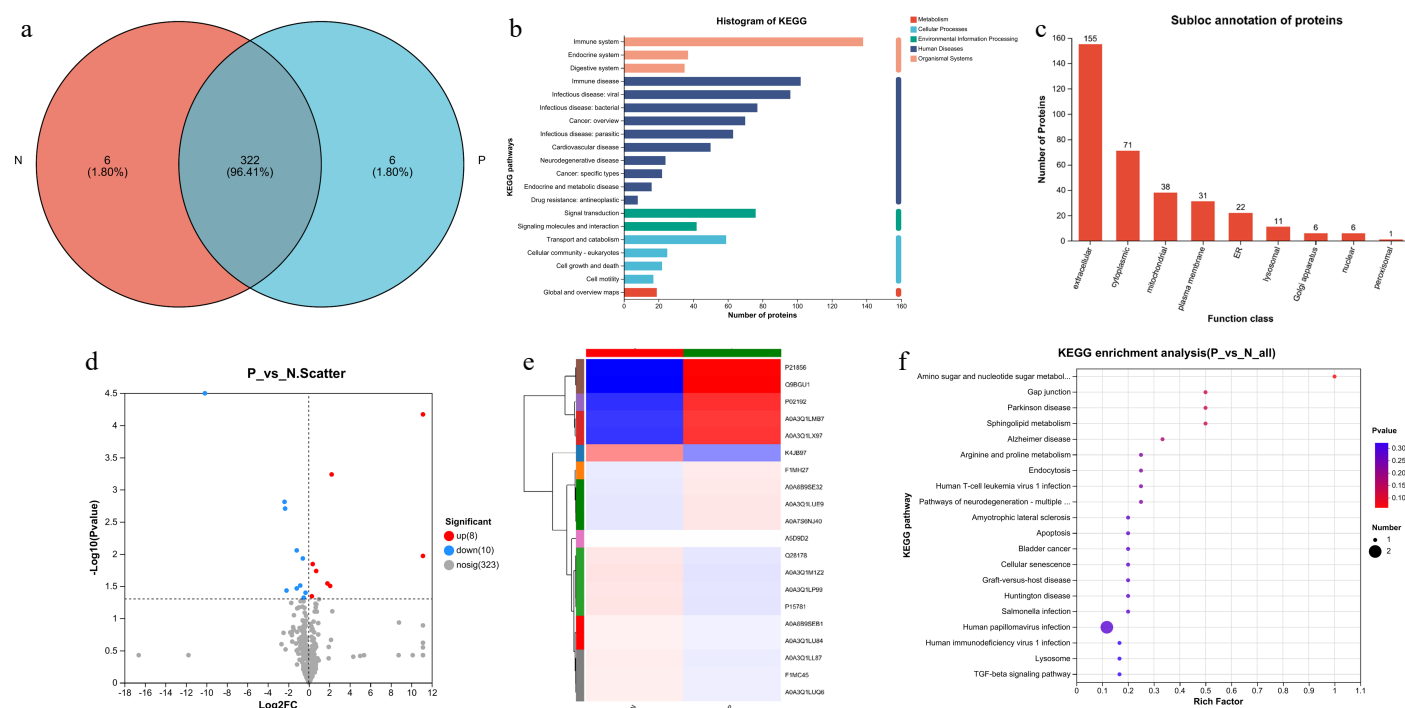 a
N
6
(1.80%)
322
(96.41%)
6
(1.80%)
P
b
Histogram of KEGG
KEGG pathways
Immune system
Endocrine system
Digestive system
Immune disease
Infectious disease: viral
Infectious disease: bacterial
Cancer: overview
Infectious disease: parasitic
Cardiovascular disease
Neurodegenerative disease
Cancer: specific types
Endocrine and metabolic disease
Drug resistance: antineoplastic
Signal transduction
Signaling molecules and interaction
Transport and catabolism
Cellular community - eukaryotes
Cell growth and death
Cell motility
Global and overview maps
0 20 40 60 80 100 120 140 160
Number of proteins
Metabolism
Cellular Processes
Environmental Information Processing
Human Diseases
Organismal Systems
c
Subloc annotation of proteins
Number of Proteins
160
140
120
100
80
60
40
20
0
155
71
38
31
22
11
6
6
1
extracellular
cytoplasmic
mitochondrial
plasma membrane
ER
lysosomal
Golgi apparatus
nuclear
peroxisomal
Function class
d
P_vs_N.Scatter
-Log10(Pvalue)
4.5
4
3.5
3
2.5
2
1.5
1
0.5
0
-18 -16 -14 -12 -10 -8 -6 -4 -2 0 2 4 6 8 10 12
Log2FC
Significant
up(8)
down(10)
nosig(323)
e
P21856
Q9BGU1
P02192
A0A3Q1LMB7
A0A3Q1LX97
K4JB97
F1MH27
A0A6B9SE32
A0A3Q1LUE9
A0A7S6NJ40
A5D9D2
Q28178
A0A3Q1M1Z2
A0A3Q1LP99
P15781
A0A6B9SEB1
A0A3Q1LU84
A0A3Q1LL87
F1MC45
A0A3Q1LUQ6
f
KEGG enrichment analysis(P_vs_N_all)
KEGG pathway
Amino sugar and nucleotide sugar metabol...
Gap junction
Parkinson disease
Sphingolipid metabolism
Alzheimer disease
Arginine and proline metabolism
Endocytosis
Human T-cell leukemia virus 1 infection
Pathways of neurodegeneration - multiple ...
Amyotrophic lateral sclerosis
Apoptosis
Bladder cancer
Cellular senescence
Graft-versus-host disease
Huntington disease
Salmonella infection
Human papillomavirus infection
Human immunodeficiency virus 1 infection
Lysosome
TGF-beta signaling pathway
0 0.1 0.2 0.3 0.4 0.5 0.6 0.7 0.8 0.9 1 1.1
Rich Factor
Pvalue
0.30
0.25
0.20
0.15
0.10
Number
1
2